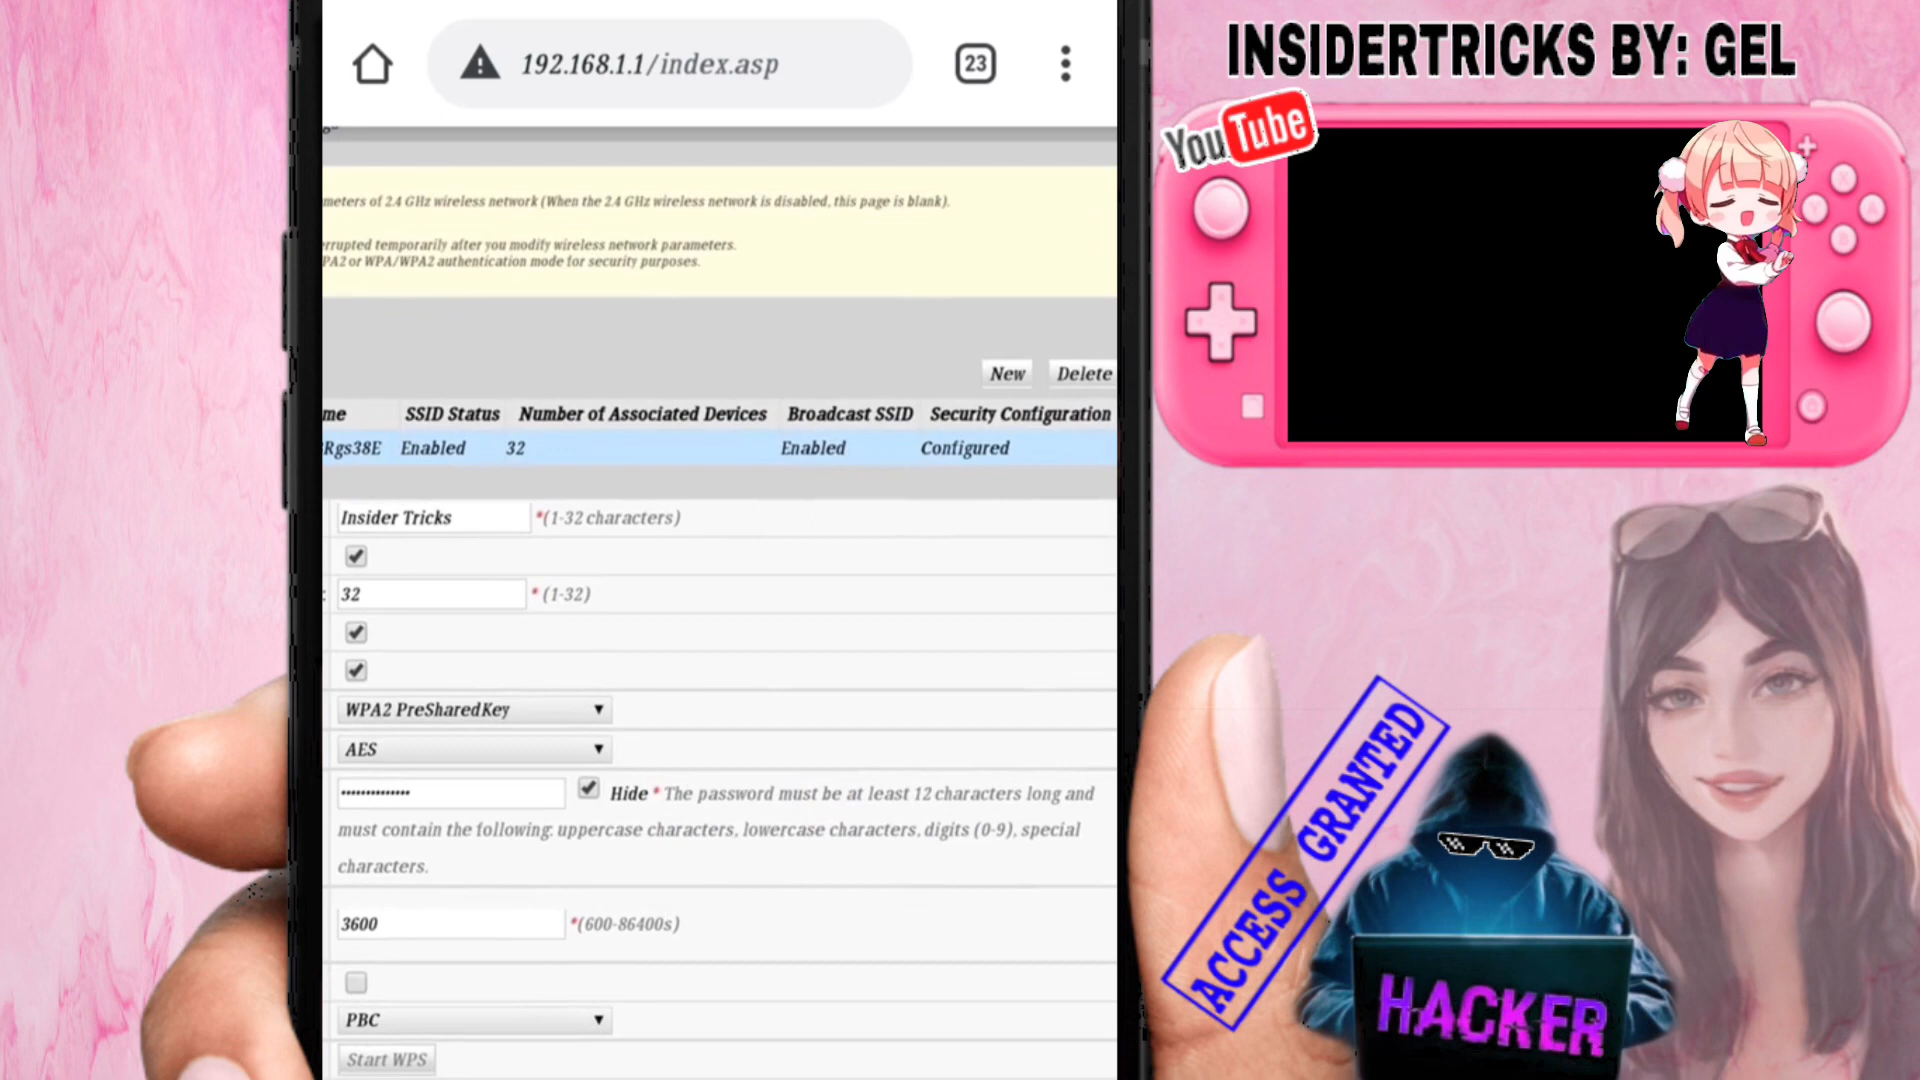 192.168.1.1/index.asp
23
meters of 2.4 GHz wireless network (When the 2.4 GHz wireless network is disabled, this page is blank).
rrupted temporarily after you modify wireless network parameters.
PA2 or WPA/WPA2 authentication mode for security purposes.
New Delete
me SSID Status Number of Associated Devices Broadcast SSID Security Configuration
Rgs38E Enabled 32 Enabled Configured
Insider Tricks *(1-32 characters)
32 * (1-32)
WPA2 PreSharedKey
AES
Hide * The password must be at least 12 characters long and
must contain the following: uppercase characters, lowercase characters, digits (0-9), special
characters.
3600 *(600-86400s)
PBC
Start WPS
INSIDERTRICKS BY: GEL
YouTube
X
Y
A
B
ACCESS GRANTED
HACKER